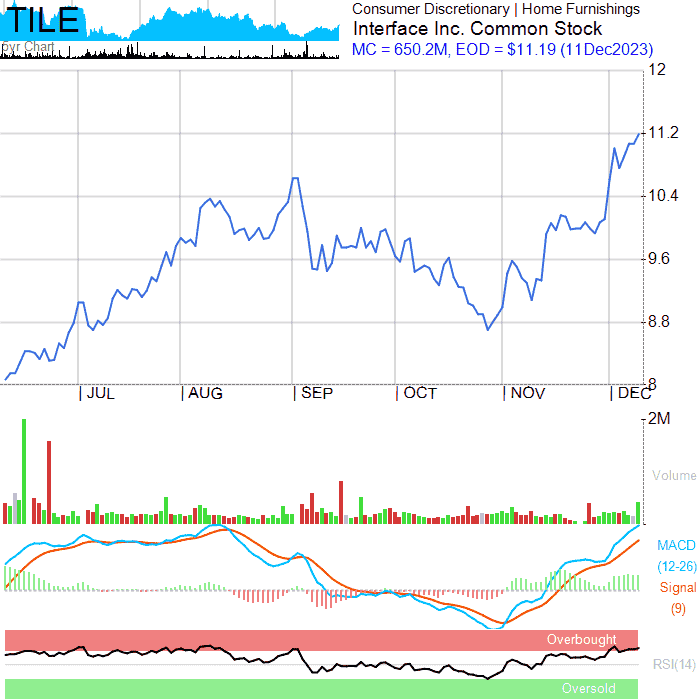 TILE
5yr Chart
Consumer Discretionary | Home Furnishings
Interface Inc. Common Stock
MC = 650.2M, EOD = $11.19 (11Dec2023)
12
11.2
10.4
9.6
8.8
8
JUL AUG SEP OCT NOV DEC
2M
Volume
MACD
(12-26)
Signal
(9)
Overbought
RSI(14)
Oversold